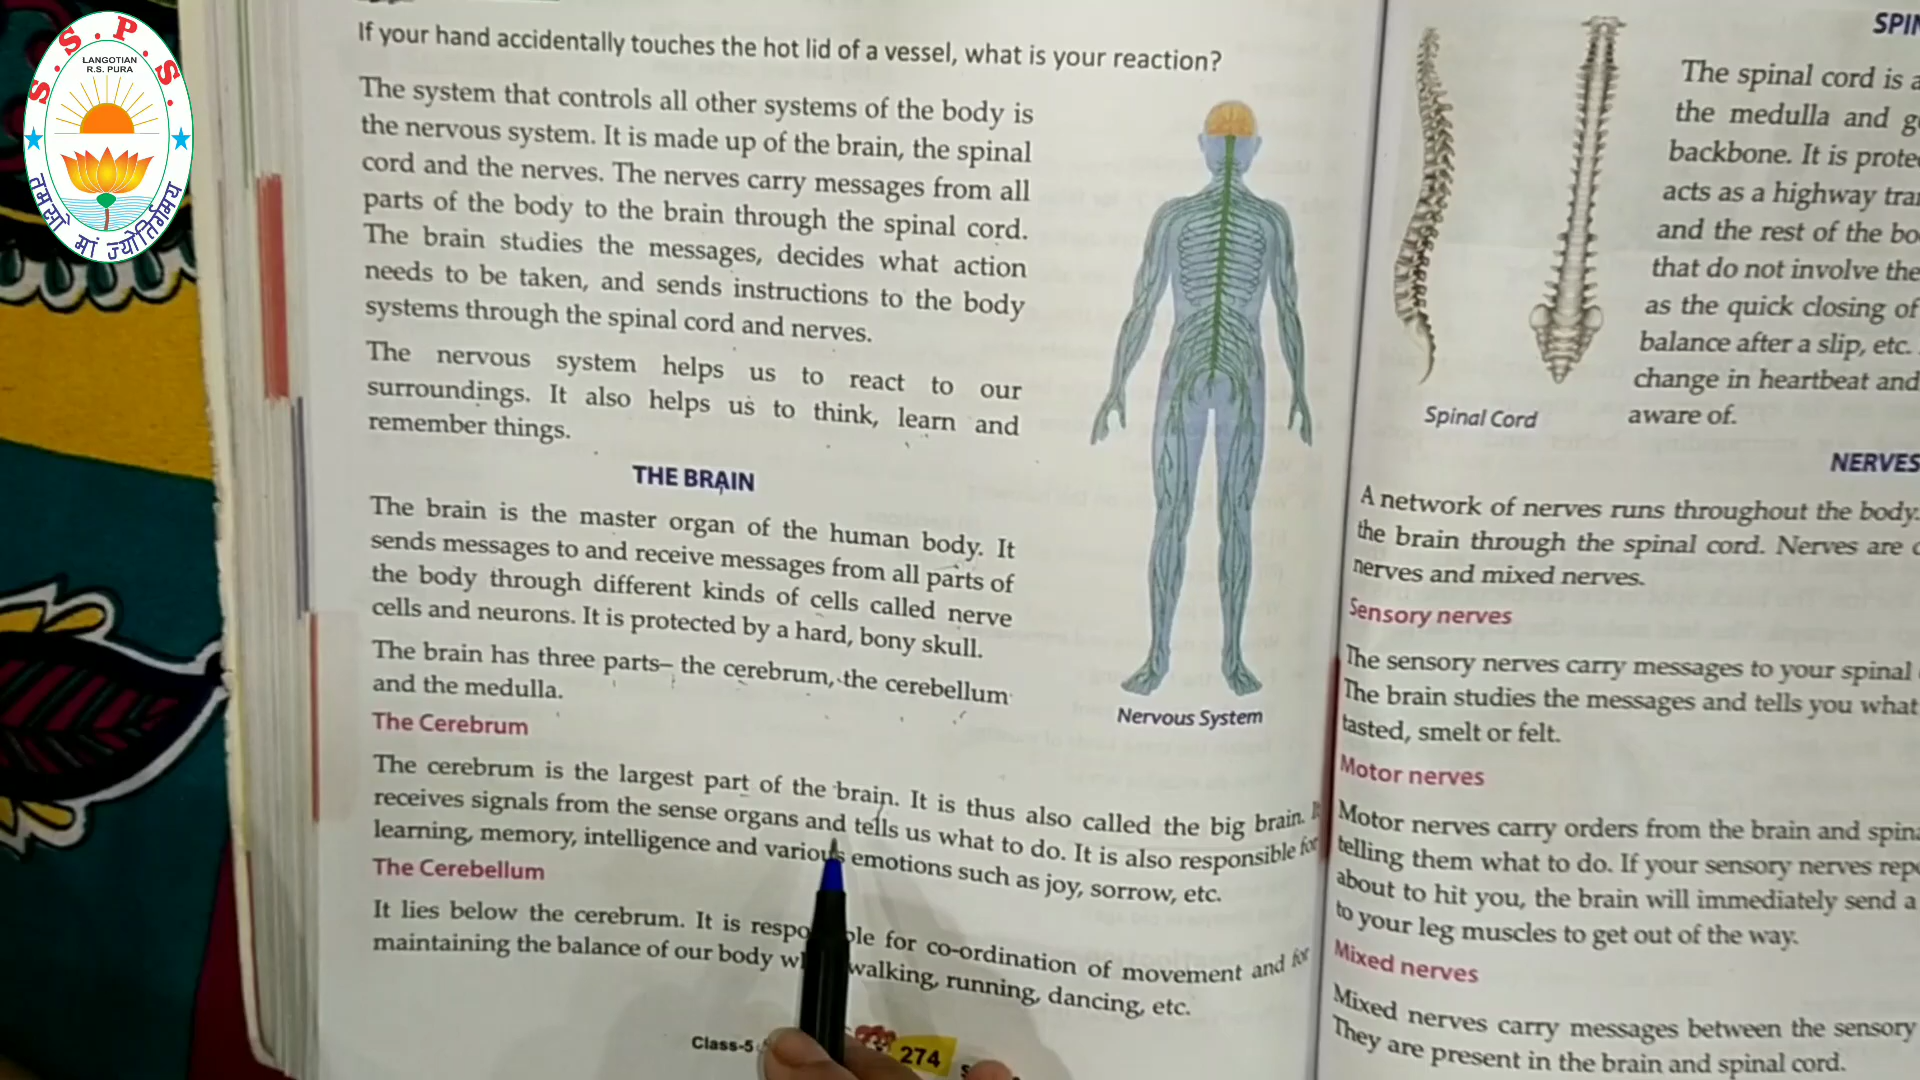 S.S.P.S.
LANGOTIAN
R.S. PURA
तमसो मां ज्योतिर्गमय
If your hand accidentally touches the hot lid of a vessel, what is your reaction?
The system that controls all other systems of the body is
the nervous system. It is made up of the brain, the spinal
cord and the nerves. The nerves carry messages from all
parts of the body to the brain through the spinal cord.
The brain studies the messages, decides what action
needs to be taken, and sends instructions to the body
systems through the spinal cord and nerves.
The nervous system helps us to react to our
surroundings. It also helps us to think, learn and
remember things.
THE BRAIN
The brain is the master organ of the human body. It
sends messages to and receive messages from all parts of
the body through different kinds of cells called nerve
cells and neurons. It is protected by a hard, bony skull.
The brain has three parts– the cerebrum, the cerebellum
and the medulla.
Nervous System
The Cerebrum
The cerebrum is the largest part of the brain. It is thus also called the big brain. It
receives signals from the sense organs and tells us what to do. It is also responsible for
learning, memory, intelligence and various emotions such as joy, sorrow, etc.
The Cerebellum
It lies below the cerebrum. It is for co-ordination of movement and for
maintaining the balance of our body walking, running, dancing, etc.
Class-5
274
The spinal cord is
the medulla and
backbone. It is
acts as a highway
and the rest of the
that do not involve the
as the quick closing of
balance after a slip, etc.
change in heartbeat and
aware of.
Spinal Cord
NERVES
A network of nerves runs throughout the body.
the brain through the spinal cord. Nerves are
nerves and mixed nerves.
Sensory nerves
The sensory nerves carry messages to your spinal
The brain studies the messages and tells you what
tasted, smelt or felt.
Motor nerves
Motor nerves carry orders from the brain and
telling them what to do. If your sensory nerves
about to hit you, the brain will immediately send a
to your leg muscles to get out of the way.
Mixed nerves
Mixed nerves carry messages between the sensory
They are present in the brain and spinal cord.